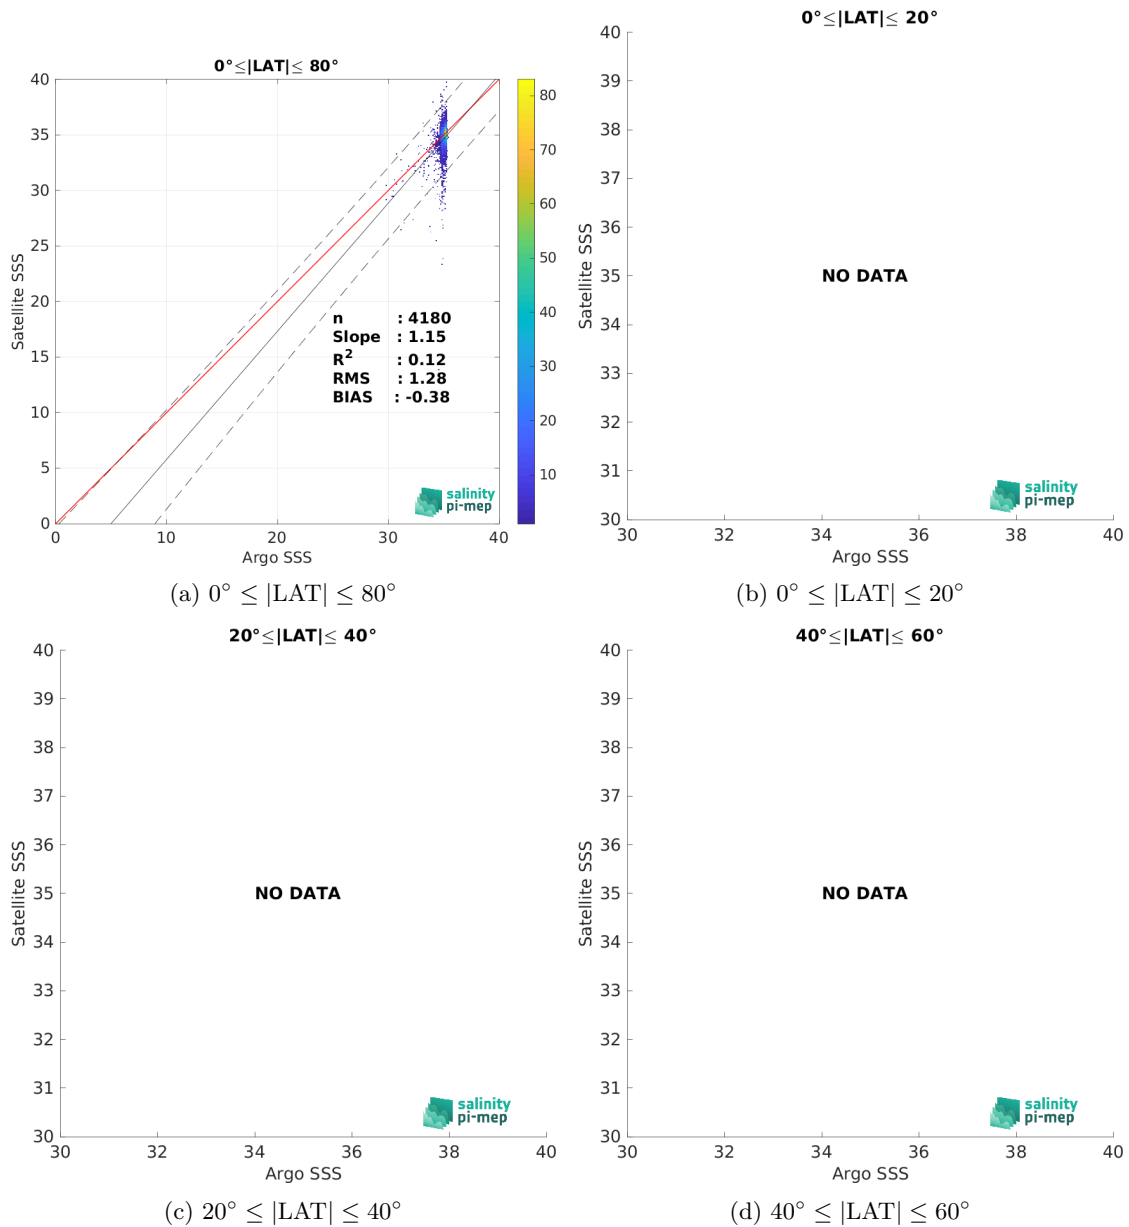 0°≤|LAT|≤ 80°
40
35
30
25
20
15
10
5
0
0
10
20
30
40
Satellite SSS
Argo SSS
n : 4180
Slope : 1.15
R² : 0.12
RMS : 1.28
BIAS : -0.38
salinity
pi-mep
80
70
60
50
40
30
20
10
(a) 0° ≤ |LAT| ≤ 80°
0°≤|LAT|≤ 20°
40
39
38
37
36
35
34
33
32
31
30
30
32
34
36
38
40
Satellite SSS
Argo SSS
NO DATA
salinity
pi-mep
(b) 0° ≤ |LAT| ≤ 20°
20°≤|LAT|≤ 40°
40
39
38
37
36
35
34
33
32
31
30
30
32
34
36
38
40
Satellite SSS
Argo SSS
NO DATA
salinity
pi-mep
(c) 20° ≤ |LAT| ≤ 40°
40°≤|LAT|≤ 60°
40
39
38
37
36
35
34
33
32
31
30
30
32
34
36
38
40
Satellite SSS
Argo SSS
NO DATA
salinity
pi-mep
(d) 40° ≤ |LAT| ≤ 60°